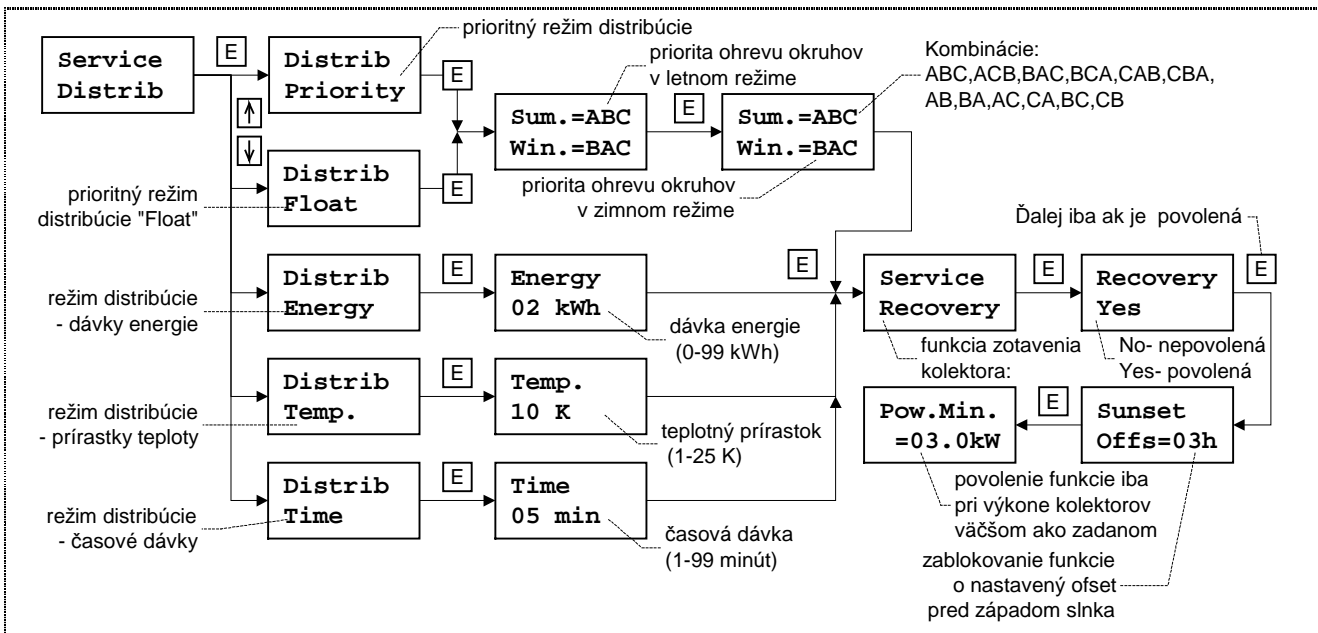 prioritný režim distribúcie
Service
Distrib
E
Distrib
Priority
E
priorita ohrevu okruhov
v letnom režime
Kombinácie:
ABC,ACB,BAC,BCA,CAB,CBA,
AB,BA,AC,CA,BC,CB
↑
↓
Sum.=ABC
Win.=BAC
E
Sum.=ABC
Win.=BAC
prioritný režim
distribúcie "Float"
Distrib
Float
E
priorita ohrevu okruhov
v zimnom režime
Ďalej iba ak je povolená
režim distribúcie
- dávky energie
Distrib
Energy
E
Energy
02 kWh
dávka energie
(0-99 kWh)
E
Service
Recovery
funkcia zotavenia
kolektora:
E
Recovery
Yes
E
No- nepovolená
Yes- povolená
režim distribúcie
- prírastky teploty
Distrib
Temp.
E
Temp.
10 K
teplotný prírastok
(1-25 K)
Pow.Min.
=03.0kW
E
Sunset
Offs=03h
režim distribúcie
- časové dávky
Distrib
Time
E
Time
05 min
časová dávka
(1-99 minút)
povolenie funkcie iba
pri výkone kolektorov
väčšom ako zadanom
zablokovanie funkcie
o nastavený ofset
pred západom slnka